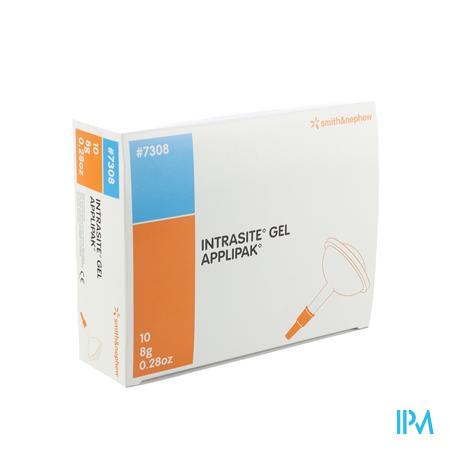 smith&nephew
#7308
INTRASITE° GEL
APPLIPAK°
10
8g
0.28oz
#7308
10
8g
0.28oz
INTRASITE° GEL
APPLIPAK°
CE
smith&nephew
IPM